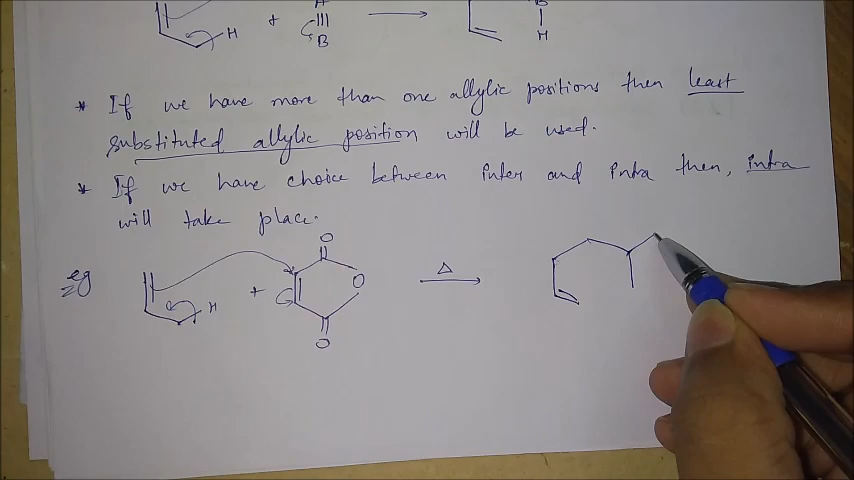 H
+
B
B
H
* If we have more than one allylic positions then least
substituted allylic position will be used.
* If we have choice between inter and intra then, intra
will take place.
eg
H
+
O
O
O
Δ